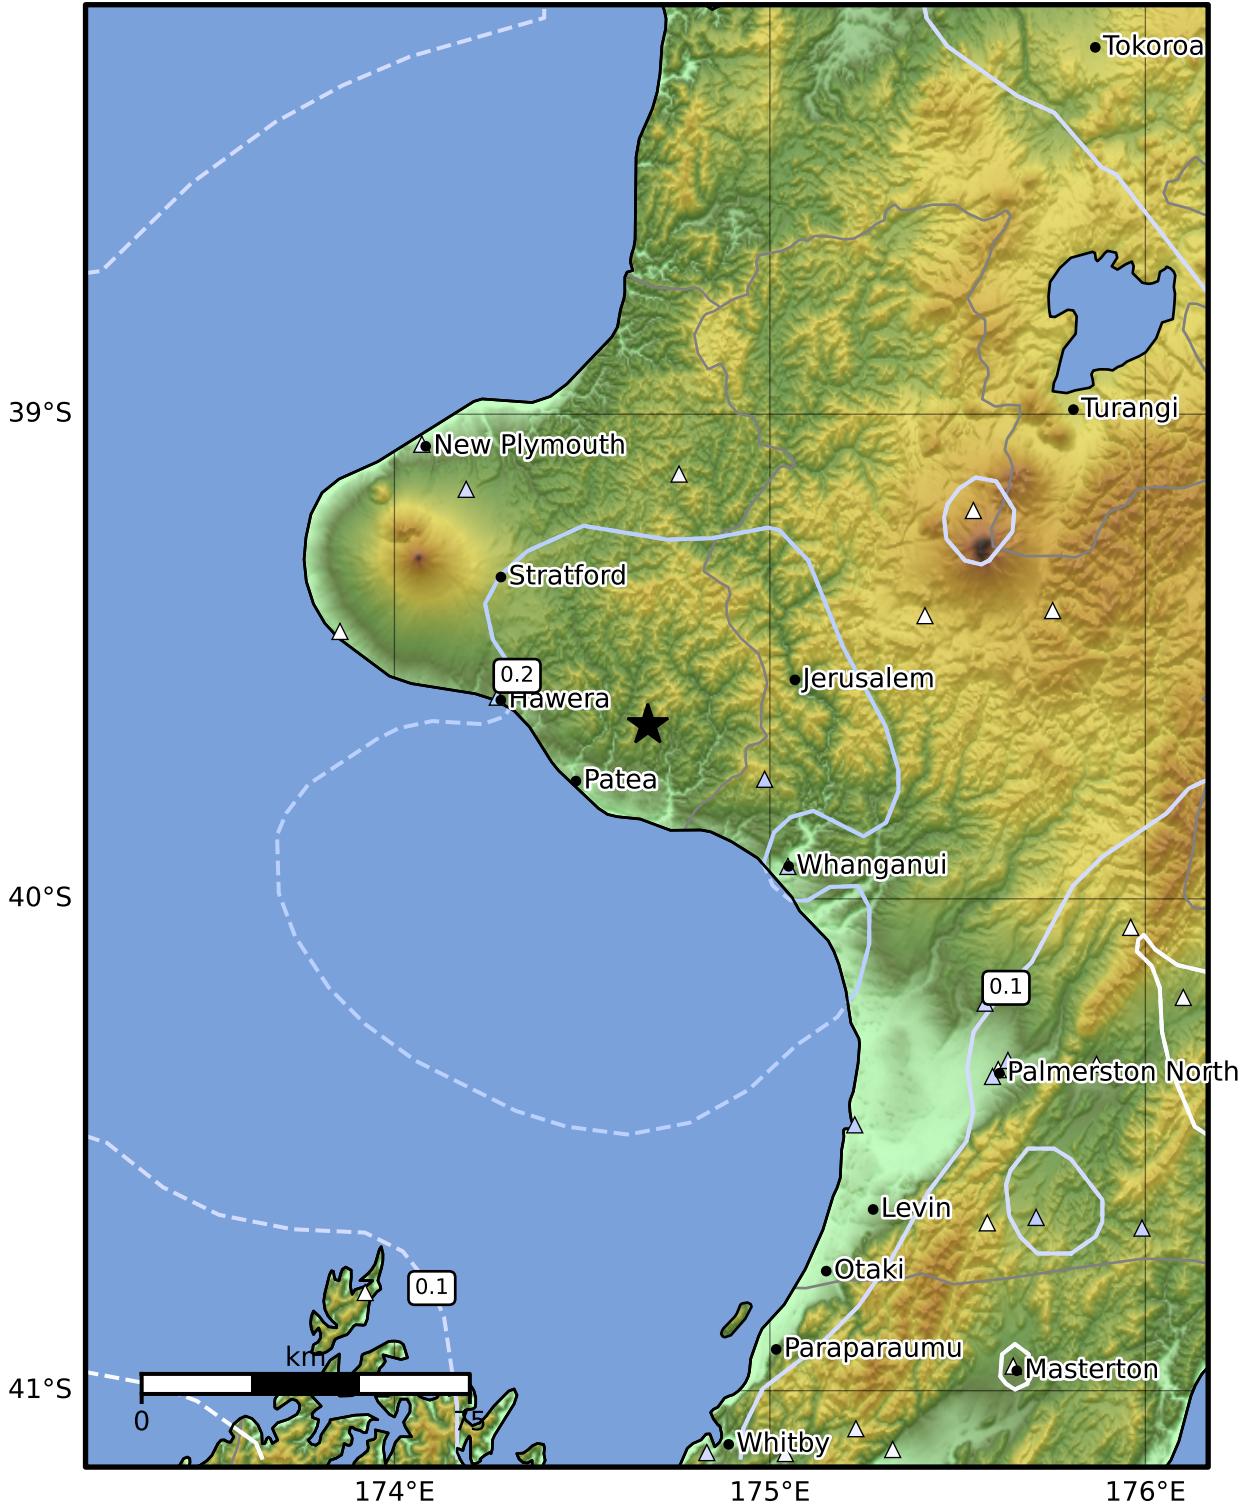 Tokoroa
39°S
Turangi
New Plymouth
Stratford
0.2
Jerusalem
Hawera
Patea
Whanganui
40°S
0.1
Palmerston North
Levin
Otaki
0.1
km
Paraparaumu
Masterton
41°S
0
75
Whitby
174°E
175°E
176°E